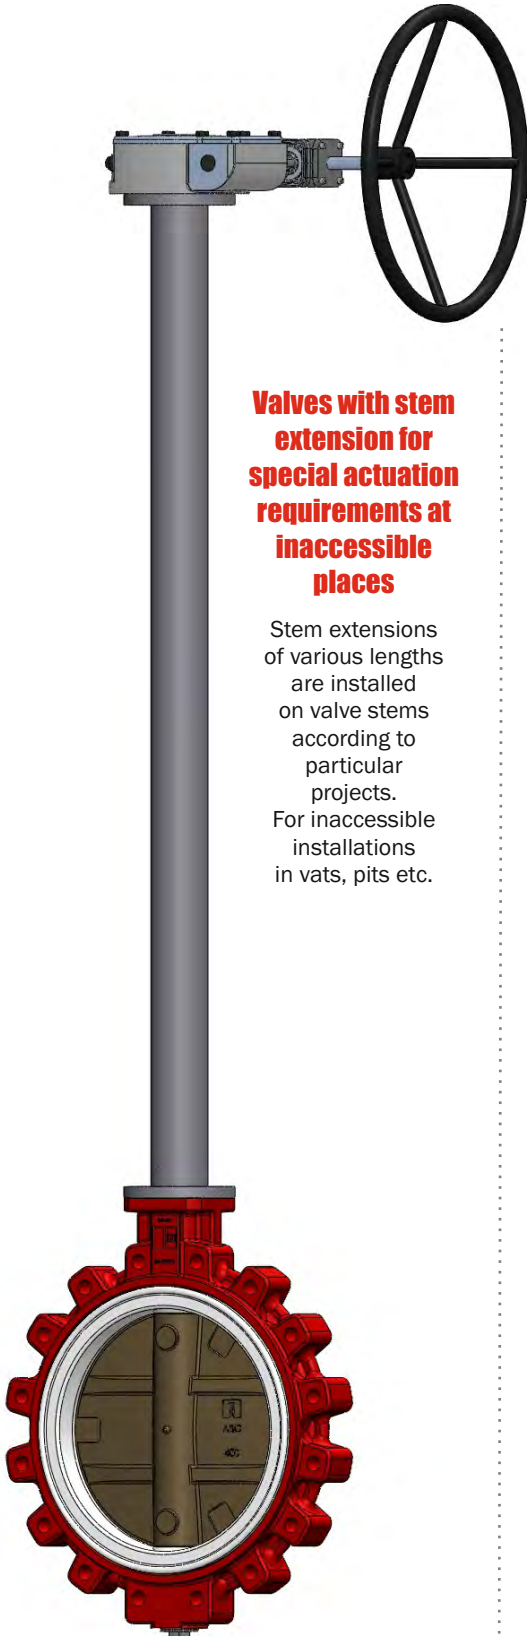 Valves with stem
extension for
special actuation
requirements at
inaccessible
places
Stem extensions
of various lengths
are installed
on valve stems
according to
particular
projects.
For inaccessible
installations
in vats, pits etc.